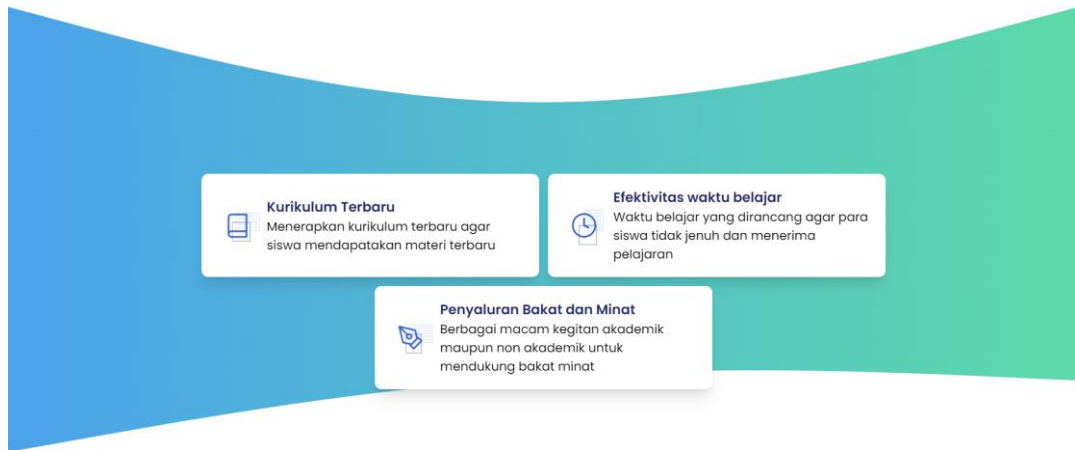 Kurikulum Terbaru
Menerapkan kurikulum terbaru agar
siswa mendapatakan materi terbaru
Efektivitas waktu belajar
Waktu belajar yang dirancang agar para
siswa tidak jenuh dan menerima
pelajaran
Penyaluran Bakat dan Minat
Berbagai macam kegitan akademik
maupun non akademik untuk
mendukung bakat minat